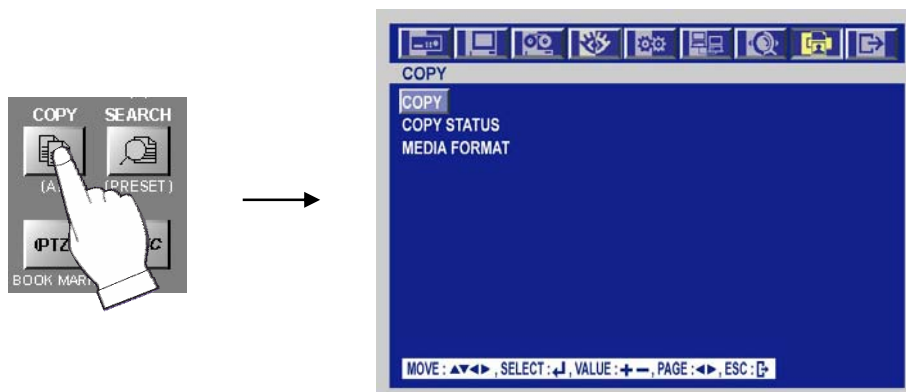 COPY SEARCH
(A
(PRESET)
(PTZ
C
BOOK MAR
COPY
COPY
COPY STATUS
MEDIA FORMAT
MOVE : ▲▼◀▶ , SELECT : ↲ , VALUE : + − , PAGE : ◀▶ , ESC :